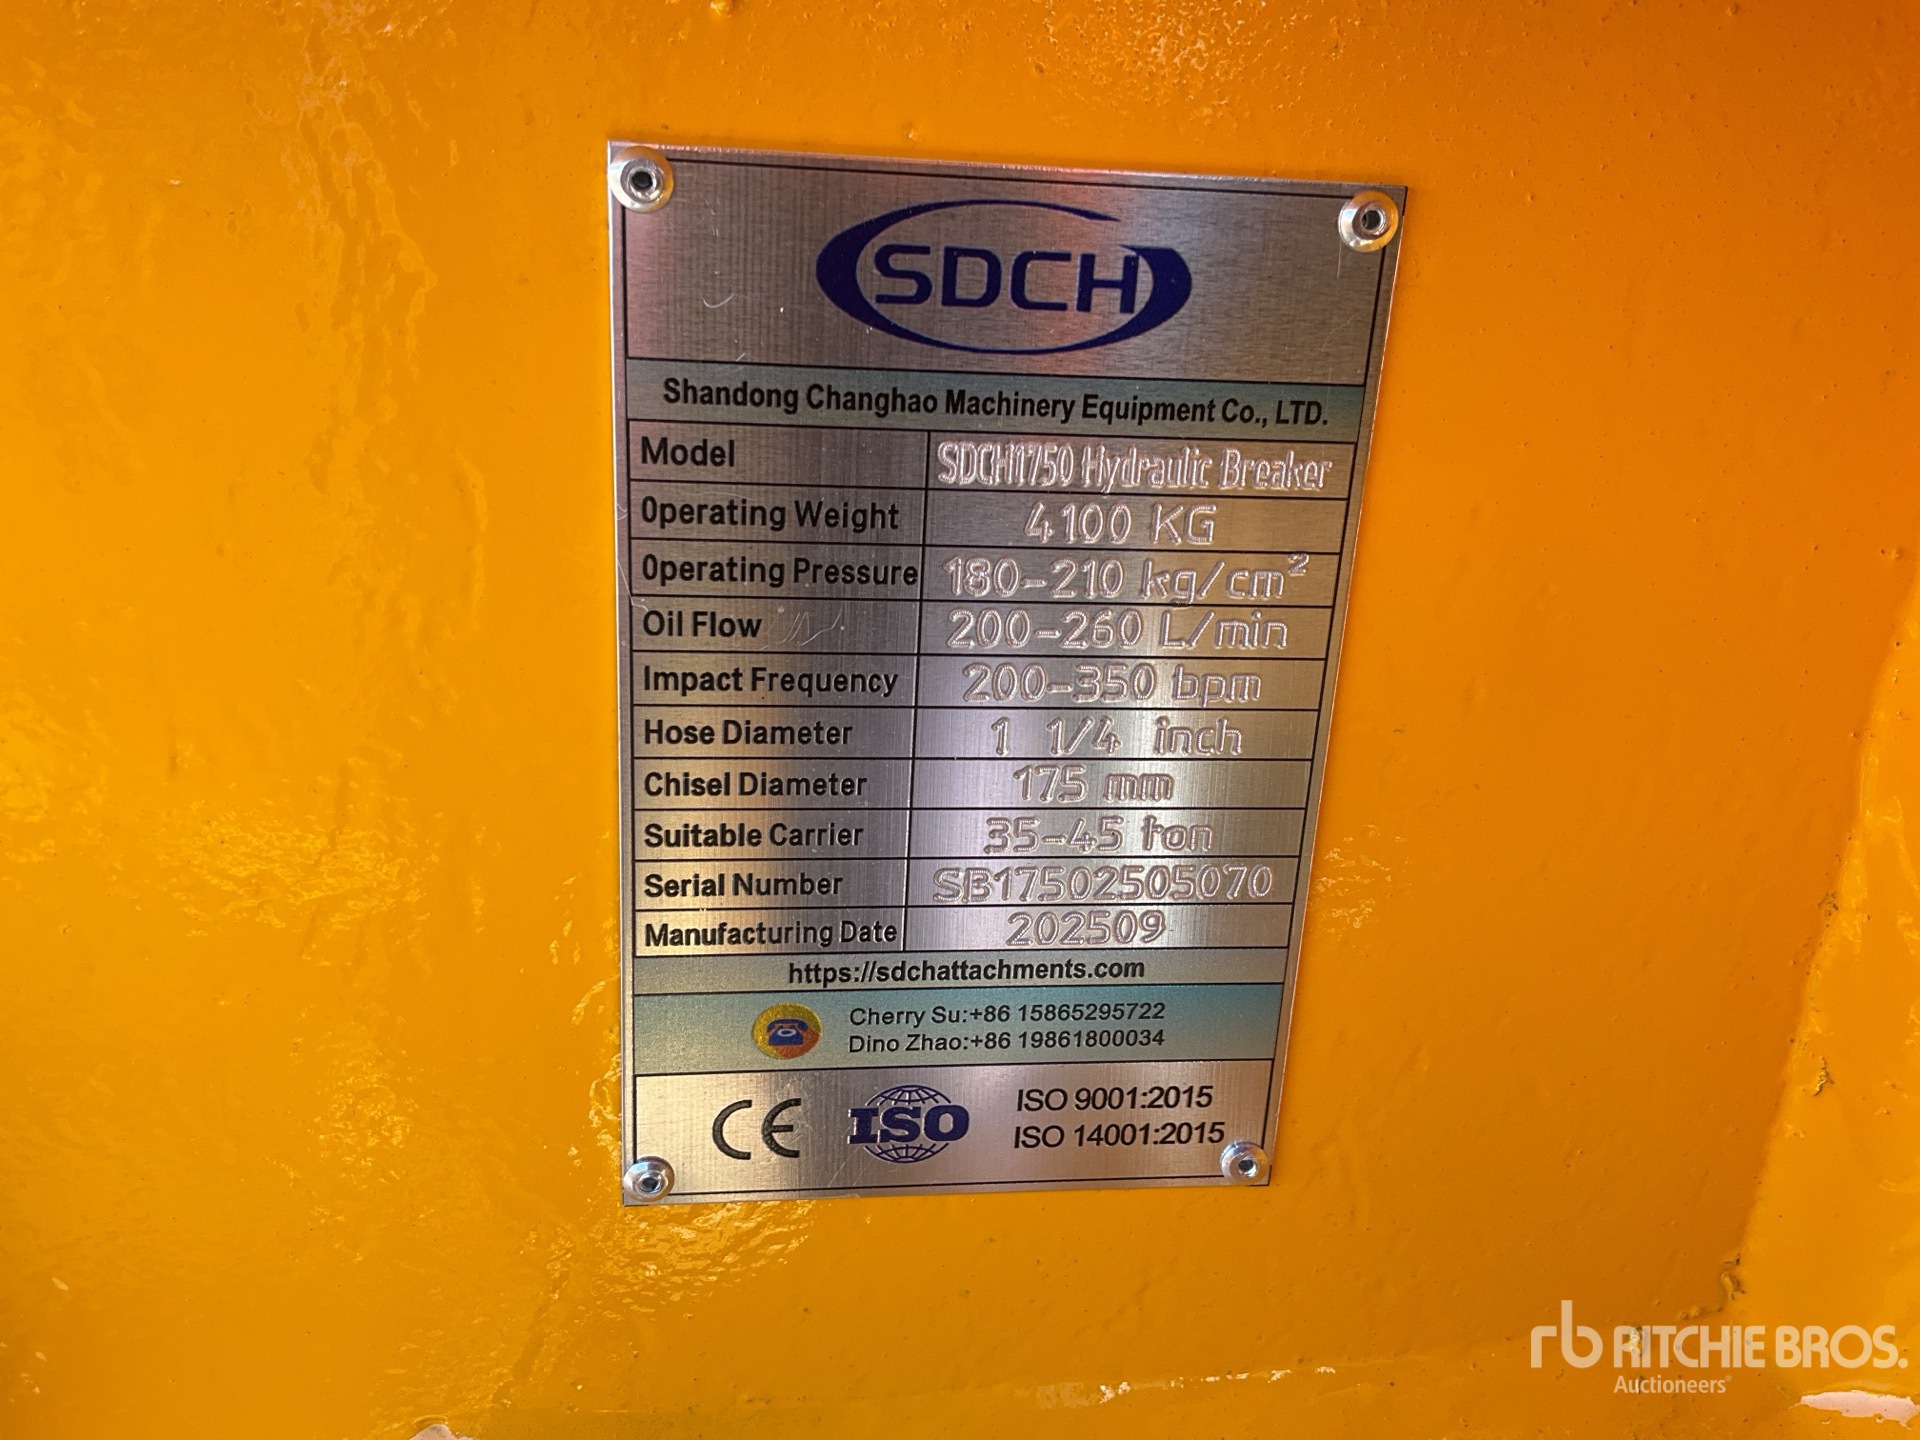 SDCH
Shandong Changhao Machinery Equipment Co., LTD.
Model SDCH1750 Hydraulic Breaker
Operating Weight 4100 KG
Operating Pressure 180-210 kg/cm²
Oil Flow 200-260 L/min
Impact Frequency 200-350 bpm
Hose Diameter 1 1/4 inch
Chisel Diameter 175 mm
Suitable Carrier 35-45 ton
Serial Number SB17502505070
Manufacturing Date 202509
https://sdchattachments.com
Cherry Su:+86 15865295722
Dino Zhao:+86 19861800034
CE ISO ISO 9001:2015
ISO 14001:2015
rb RITCHIE BROS.
Auctioneers